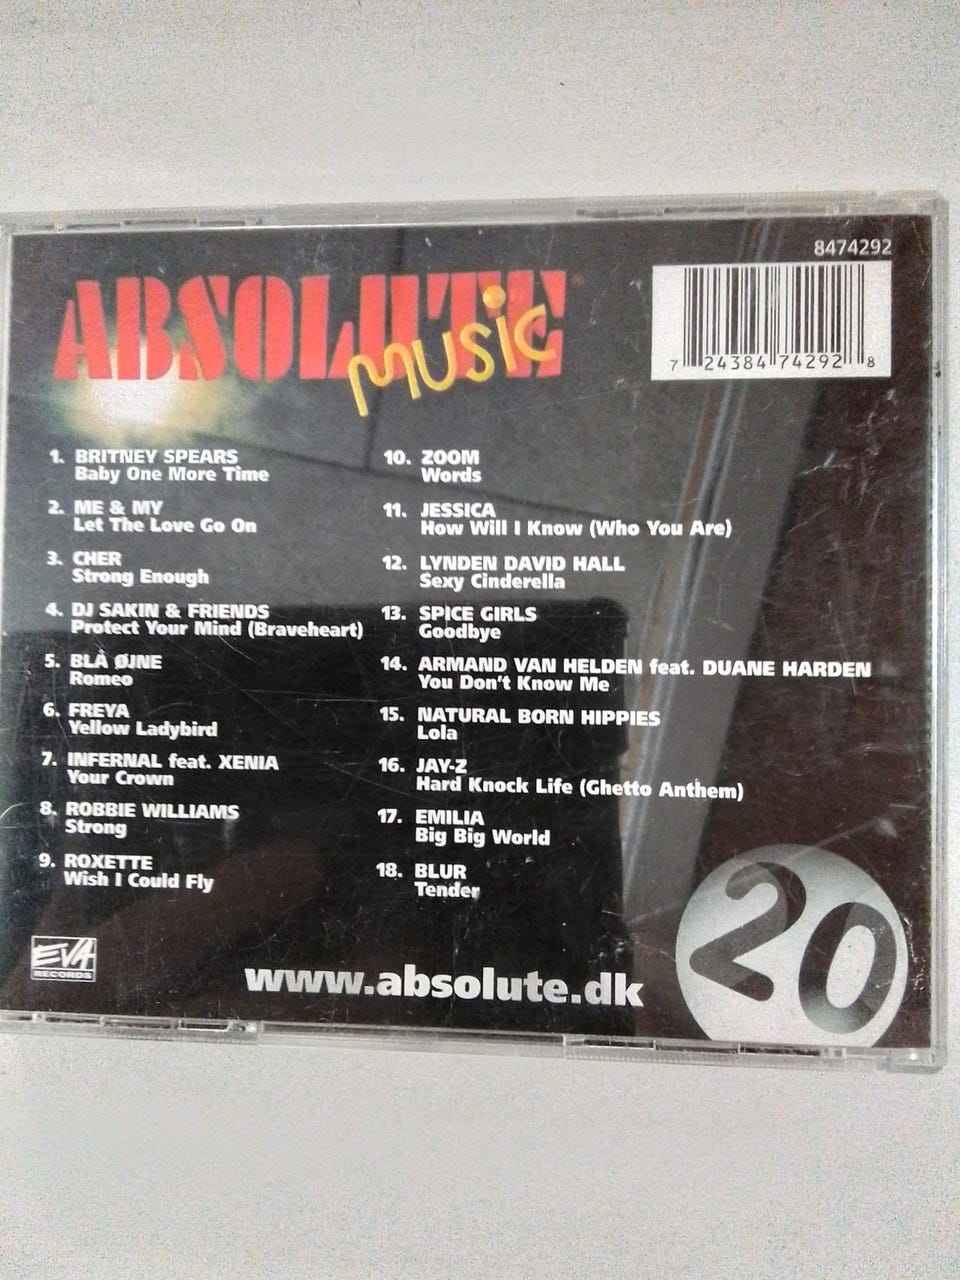 8474292
ABSOLUTE
music
7 24384 74292 8
1. BRITNEY SPEARS
Baby One More Time
2. ME & MY
Let The Love Go On
3. CHER
Strong Enough
4. DJ SAKIN & FRIENDS
Protect Your Mind (Braveheart)
5. BLÅ ØJNE
Romeo
6. FREYA
Yellow Ladybird
7. INFERNAL feat. XENIA
Your Crown
8. ROBBIE WILLIAMS
Strong
9. ROXETTE
Wish I Could Fly
10. ZOOM
Words
11. JESSICA
How Will I Know (Who You Are)
12. LYNDEN DAVID HALL
Sexy Cinderella
13. SPICE GIRLS
Goodbye
14. ARMAND VAN HELDEN feat. DUANE HARDEN
You Don't Know Me
15. NATURAL BORN HIPPIES
Lola
16. JAY-Z
Hard Knock Life (Ghetto Anthem)
17. EMILIA
Big Big World
18. BLUR
Tender
EVA
RECORDS
www.absolute.dk
20